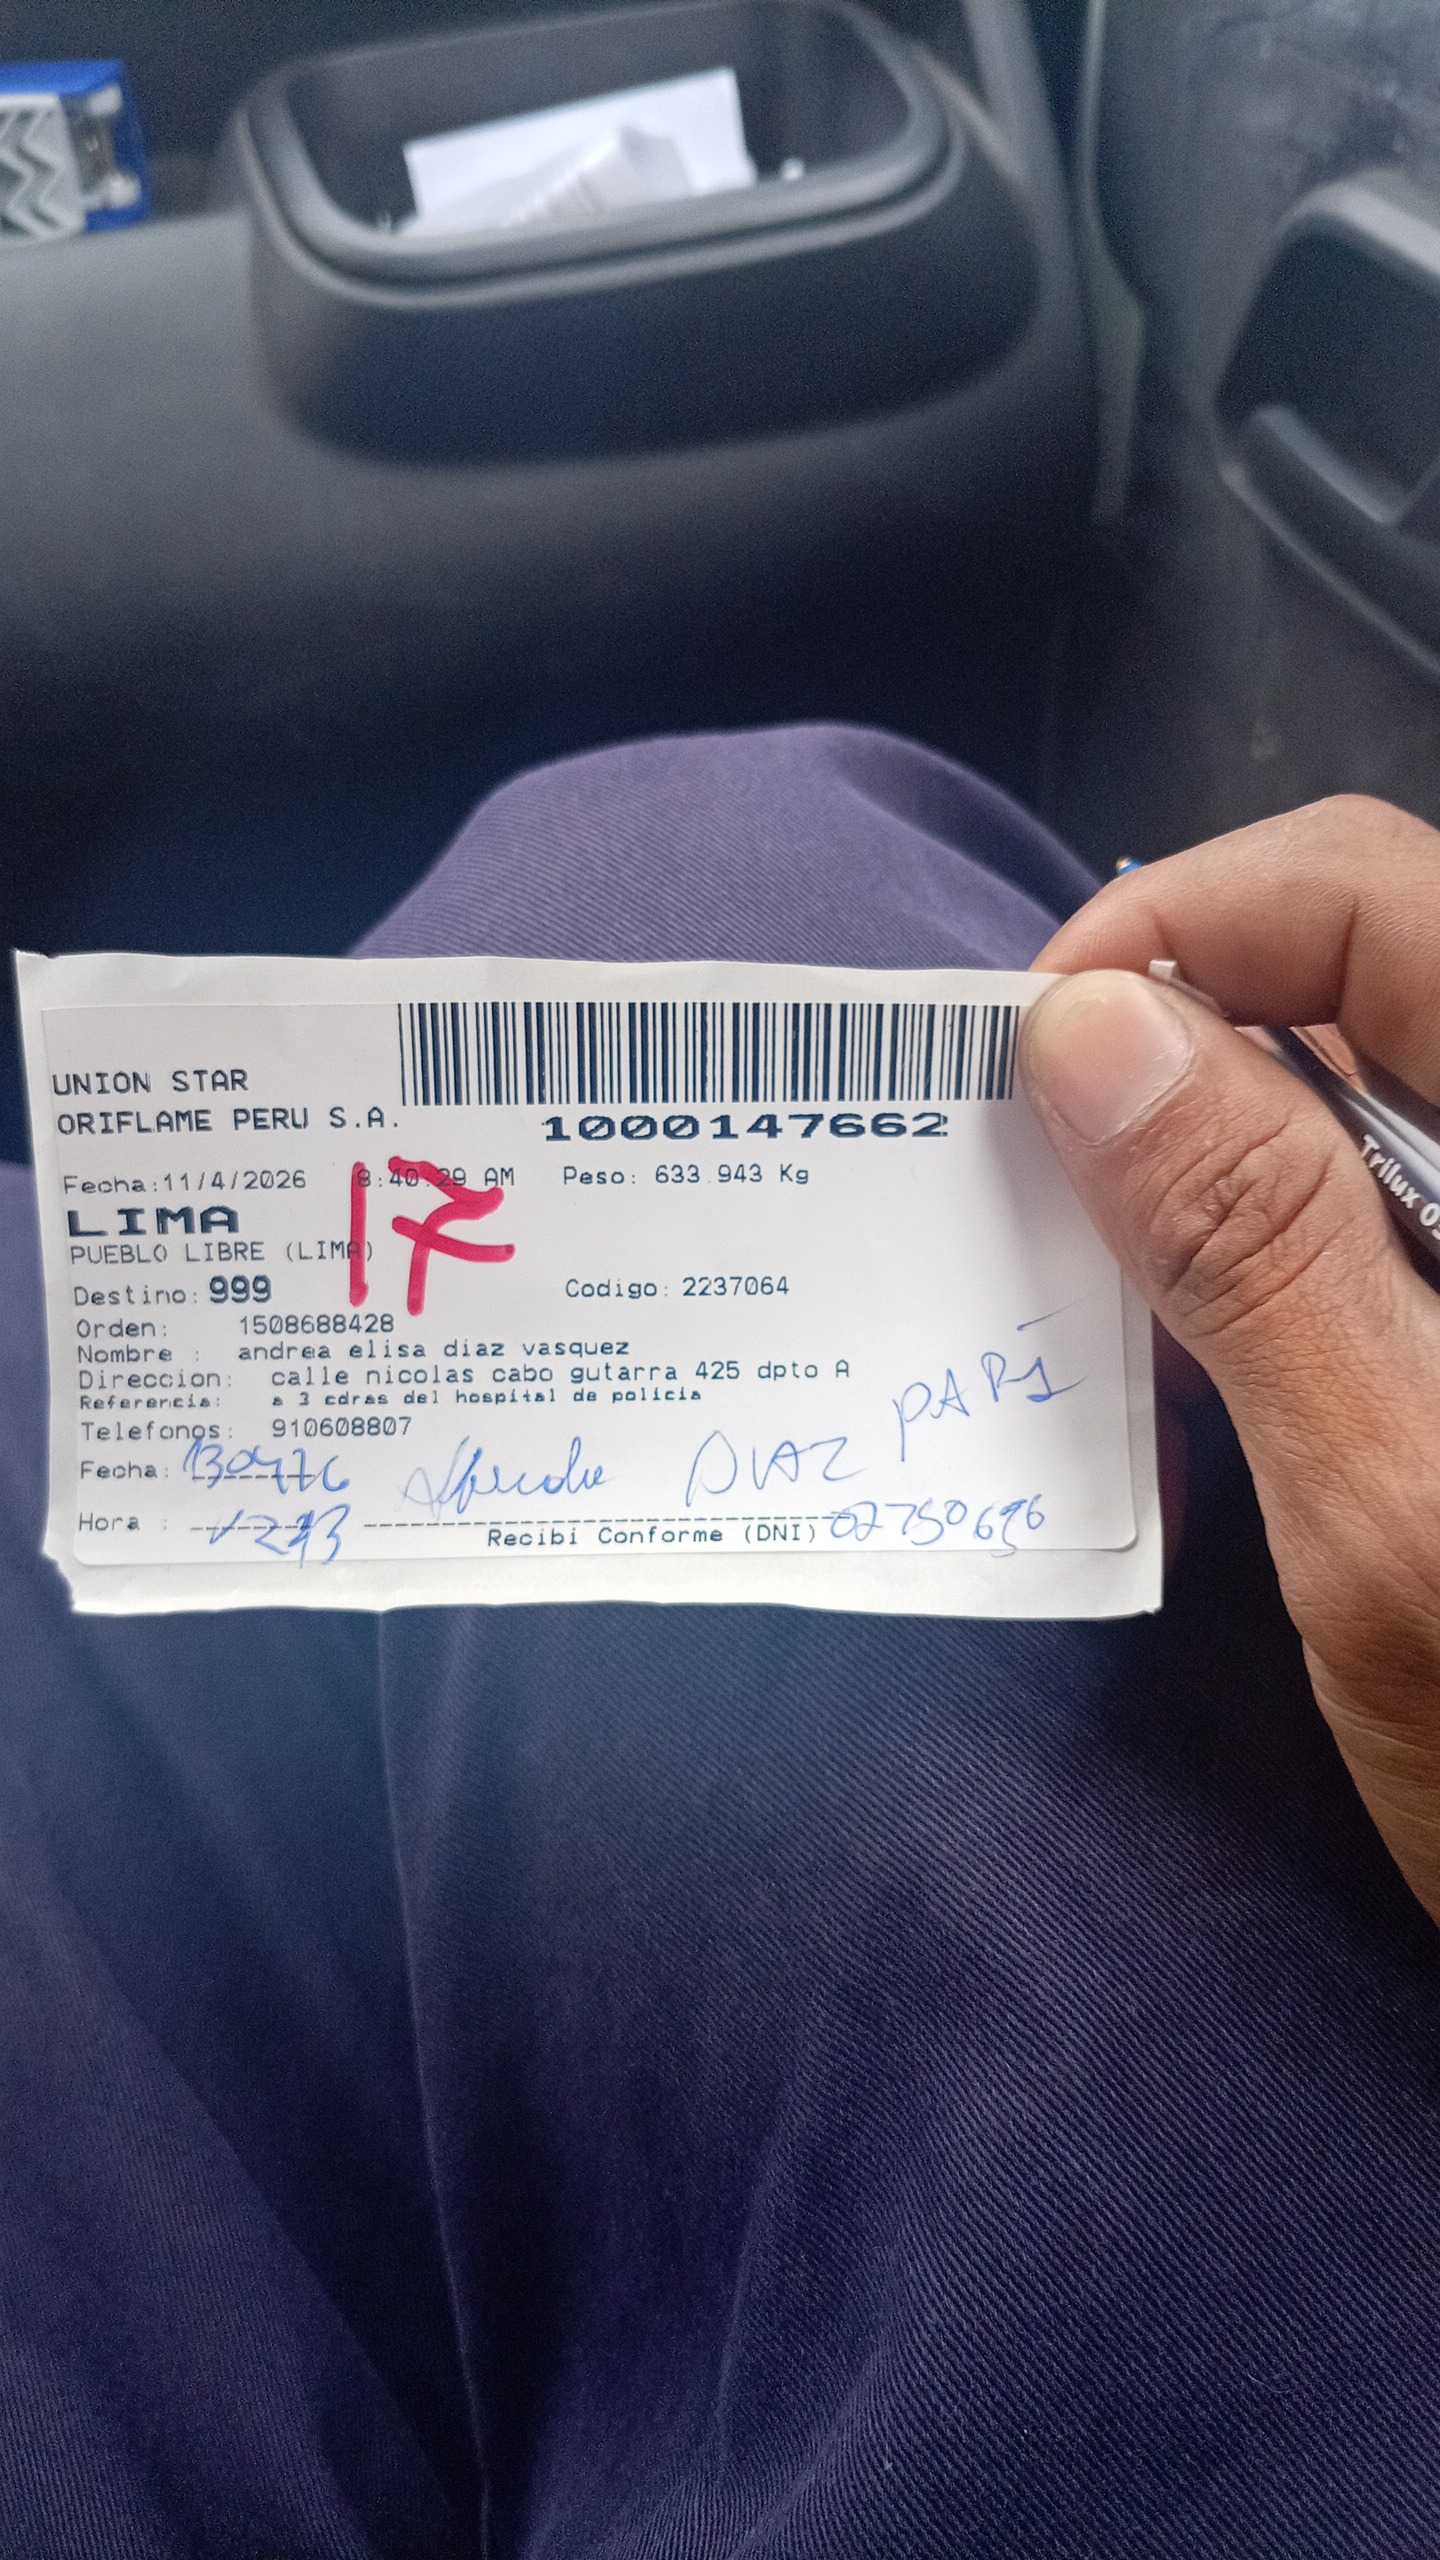 UNION STAR
ORIFLAME PERU S.A.
1000147662
Fecha:11/4/2026 8:40:29 AM Peso: 633.943 Kg
17
LIMA
PUEBLO LIBRE (LIMA)
Destino: 999 Codigo: 2237064
Orden: 1508688428
Nombre : andrea elisa diaz vasquez
Direccion: calle nicolas cabo gutarra 425 dpto A
Referencia: a 3 cdras del hospital de policia
Telefonos: 910608807
Fecha: DIAZ
Hora :
Recibi Conforme (DNI)
Trilux 03